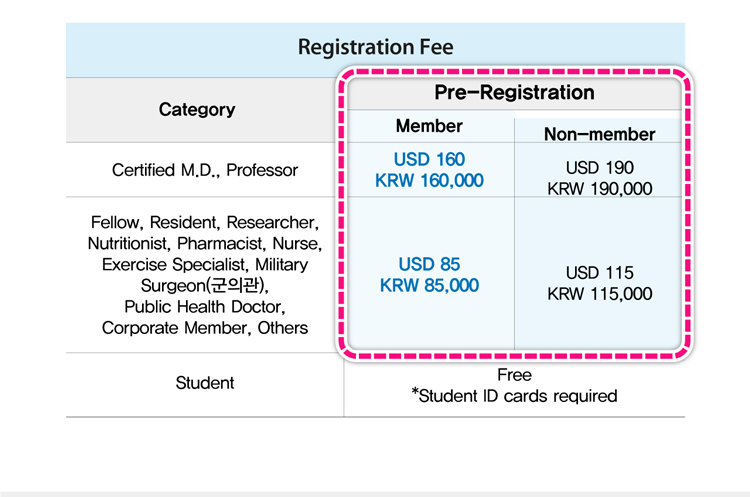 Registration Fee
Category
Pre-Registration
Member
Non-member
Certified M.D., Professor
USD 160
KRW 160,000
USD 190
KRW 190,000
Fellow, Resident, Researcher,
Nutritionist, Pharmacist, Nurse,
Exercise Specialist, Military
Surgeon(군의관),
Public Health Doctor,
Corporate Member, Others
USD 85
KRW 85,000
USD 115
KRW 115,000
Student
Free
*Student ID cards required